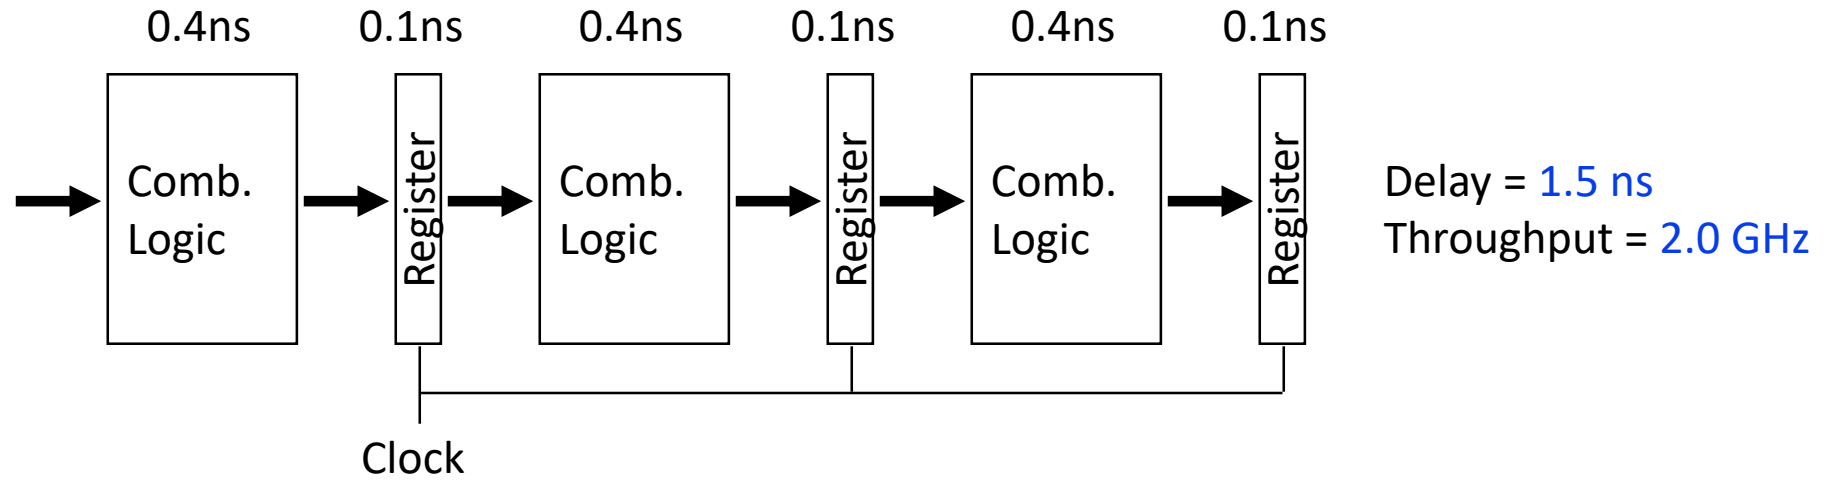 0.4ns 0.1ns 0.4ns 0.1ns 0.4ns 0.1ns
Comb.
Logic
Register
Comb.
Logic
Register
Comb.
Logic
Register
Delay = 1.5 ns
Throughput = 2.0 GHz
Clock